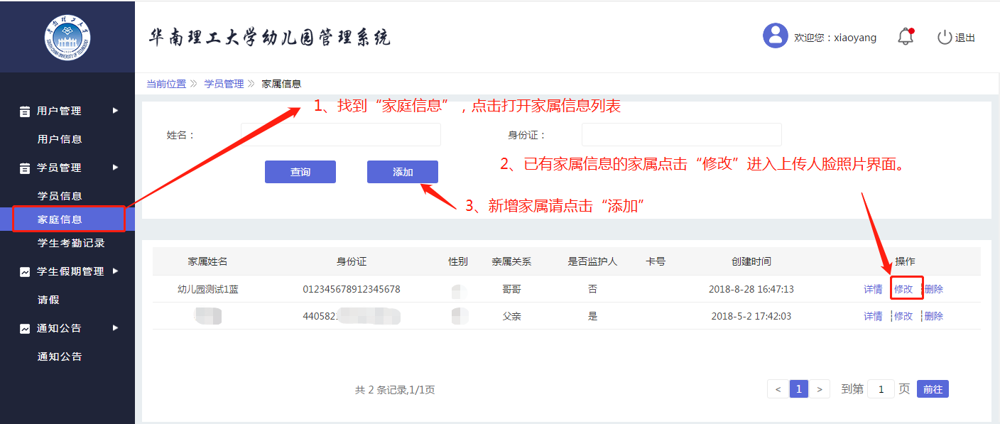 华南理工大学幼儿园管理系统
欢迎您：xiaoyang
退出
当前位置 》 学员管理 》 家属信息
用户管理
用户信息
学员管理
学员信息
家庭信息
学生考勤记录
学生假期管理
请假
通知公告
通知公告
1、找到“家庭信息”，点击打开家属信息列表
姓名： 身份证：
2、已有家属信息的家属点击“修改”进入上传人脸照片界面。
查询 添加
3、新增家属请点击“添加”
家属姓名 身份证 性别 亲属关系 是否监护人 卡号 创建时间 操作
幼儿园测试1蓝 012345678912345678 哥哥 否 2018-8-28 16:47:13 详情 ¦修改 ¦删除
440582 父亲 是 2018-5-2 17:42:03 详情 ¦修改 ¦删除
共 2 条记录,1/1页 < 1 > 到第 1 页 前往